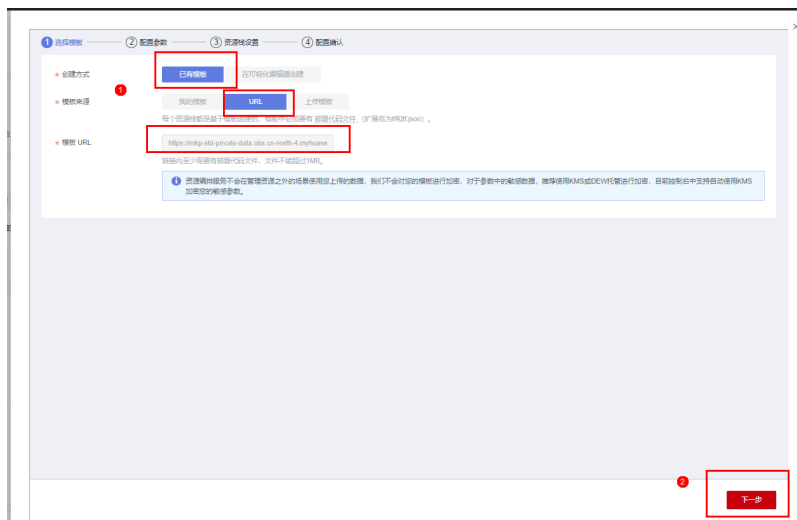 1 选择模板 2 配置参数 3 资源栈设置 4 配置确认
* 创建方式 已有模板 在可视化编辑器创建
1
* 模板来源 我的模板 URL 上传模板
每个资源栈都是基于模板创建的，模板中必须要有 部署代码文件（扩展名为tf和tf.json）。
* 模板 URL https://mkp-std-private-data.obs.cn-north-4.myhuawe
链接内至少需要有部署代码文件，文件不能超过1MB。
资源编排服务不会在管理资源之外的场景使用您上传的数据，我们不会对您的模板进行加密，对于参数中的敏感数据，推荐使用KMS或DEW托管进行加密，目前控制台中支持自动使用KMS
加密您的敏感参数。
2
下一步